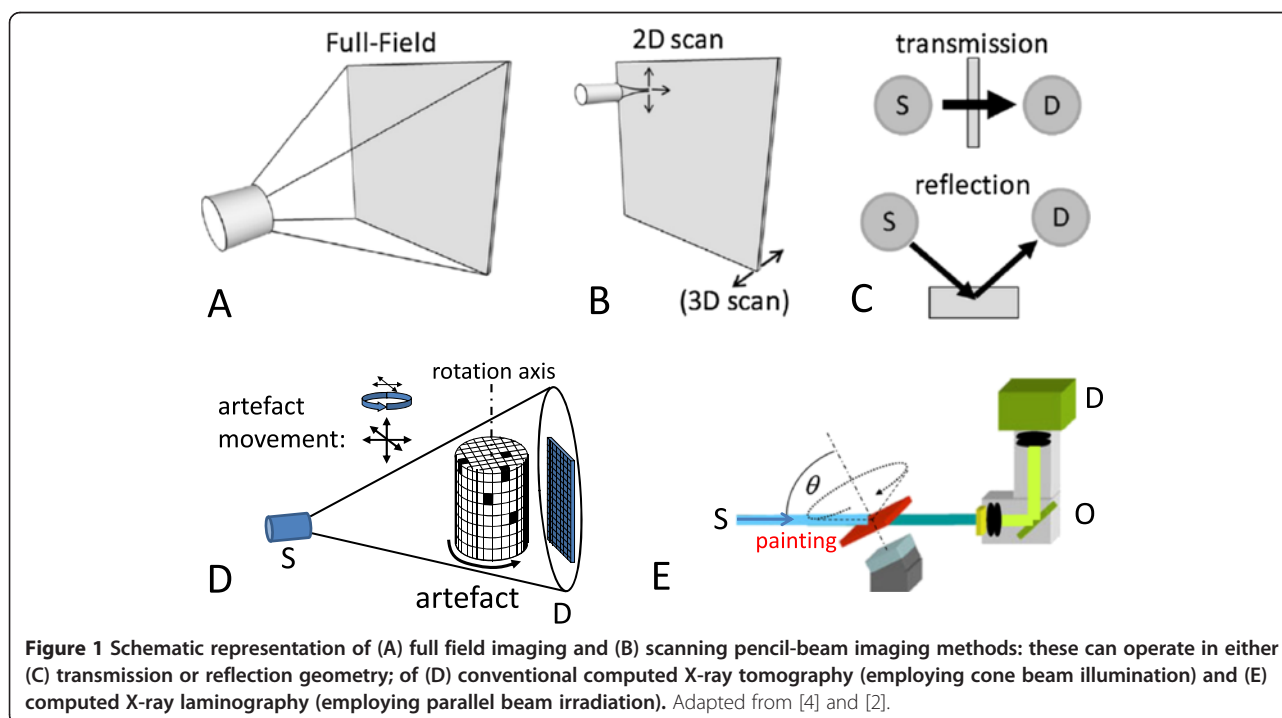 Full-Field
2D scan
transmission
S
D
reflection
S
D
A
B
(3D scan)
C
rotation axis
artefact
movement:
S
D
artefact
D
D
θ
S
O
painting
E
Figure 1 Schematic representation of (A) full field imaging and (B) scanning pencil-beam imaging methods: these can operate in either
(C) transmission or reflection geometry; of (D) conventional computed X-ray tomography (employing cone beam illumination) and (E)
computed X-ray laminography (employing parallel beam irradiation). Adapted from [4] and [2].